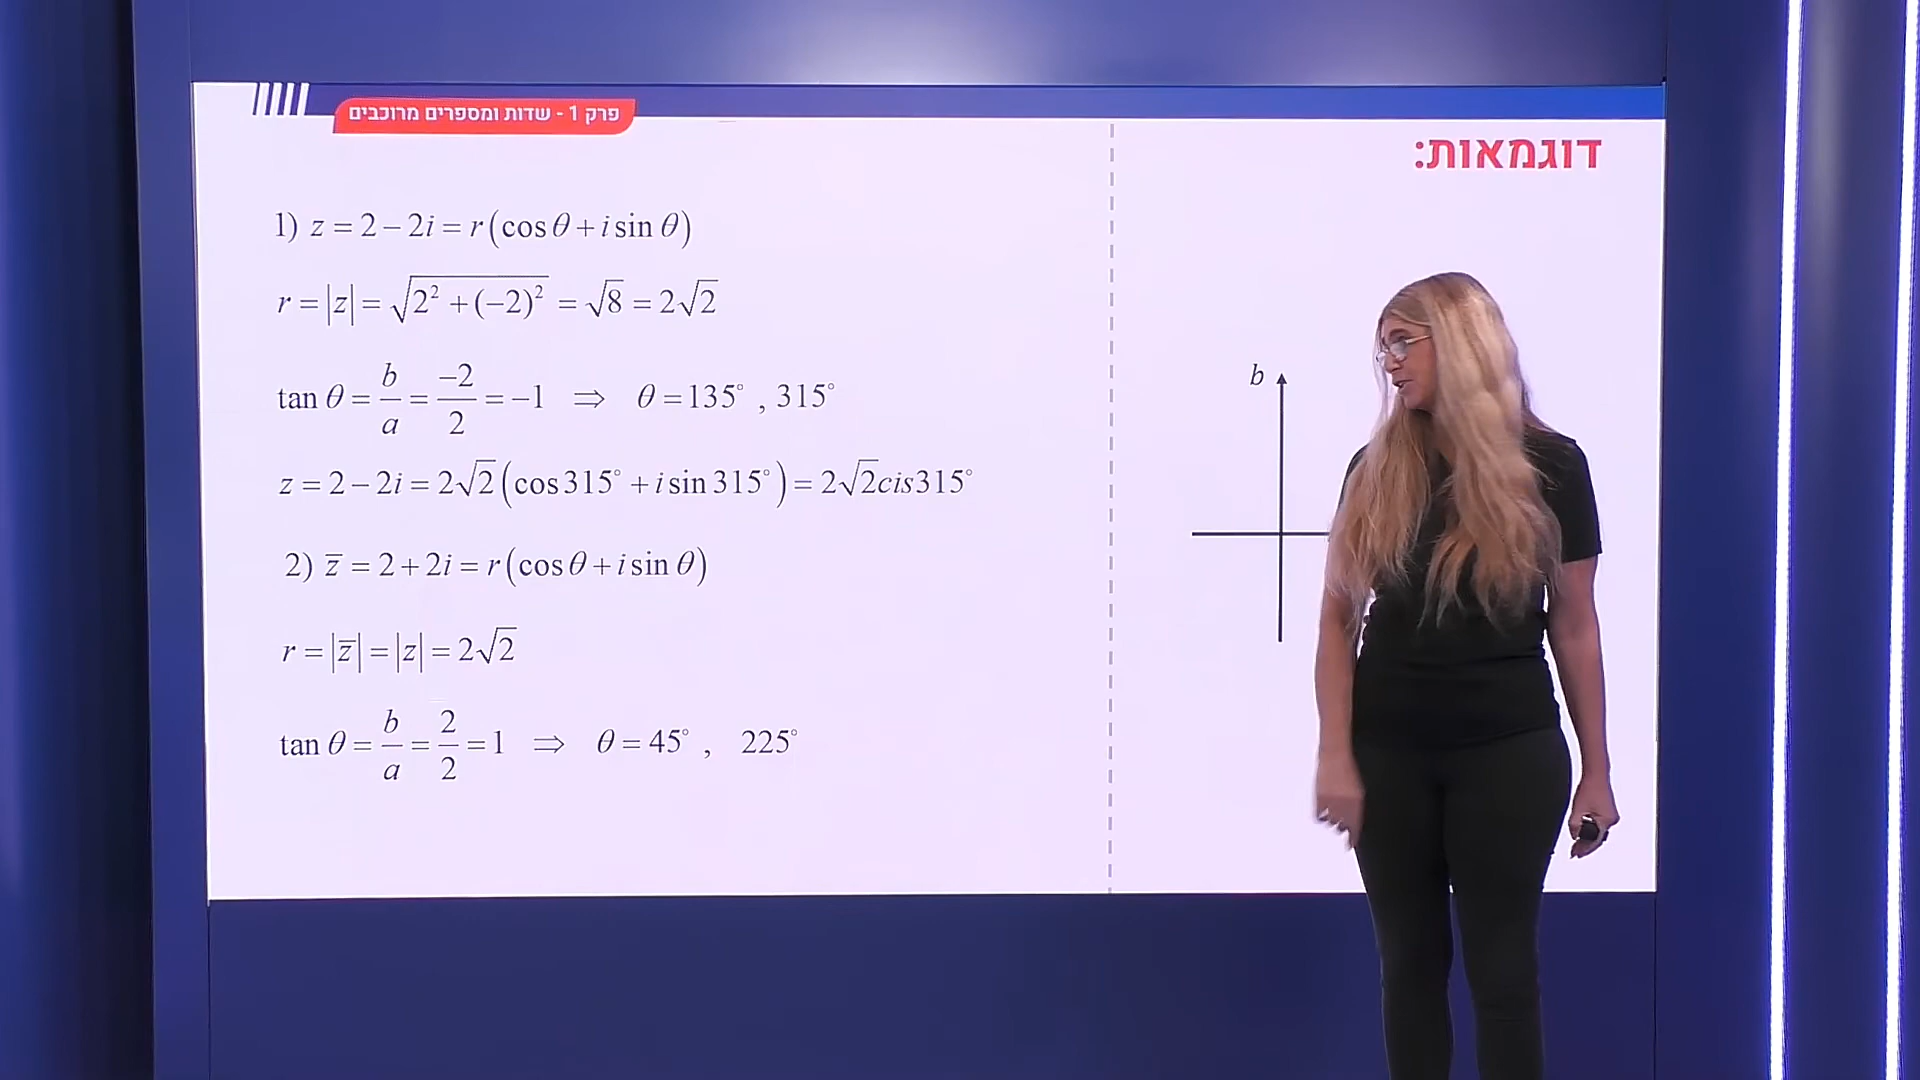 פרק 1 - שדות ומספרים מרוכבים
דוגמאות:
1) z = 2 − 2i = r(cos θ + i sin θ)
r = |z| = √(2² + (−2)²) = √8 = 2√2
tan θ = b/a = −2/2 = −1 ⇒ θ = 135° , 315°
z = 2 − 2i = 2√2(cos 315° + i sin 315°) = 2√2cis315°
2) z̅ = 2 + 2i = r(cos θ + i sin θ)
r = |z̅| = |z| = 2√2
tan θ = b/a = 2/2 = 1 ⇒ θ = 45° , 225°
b